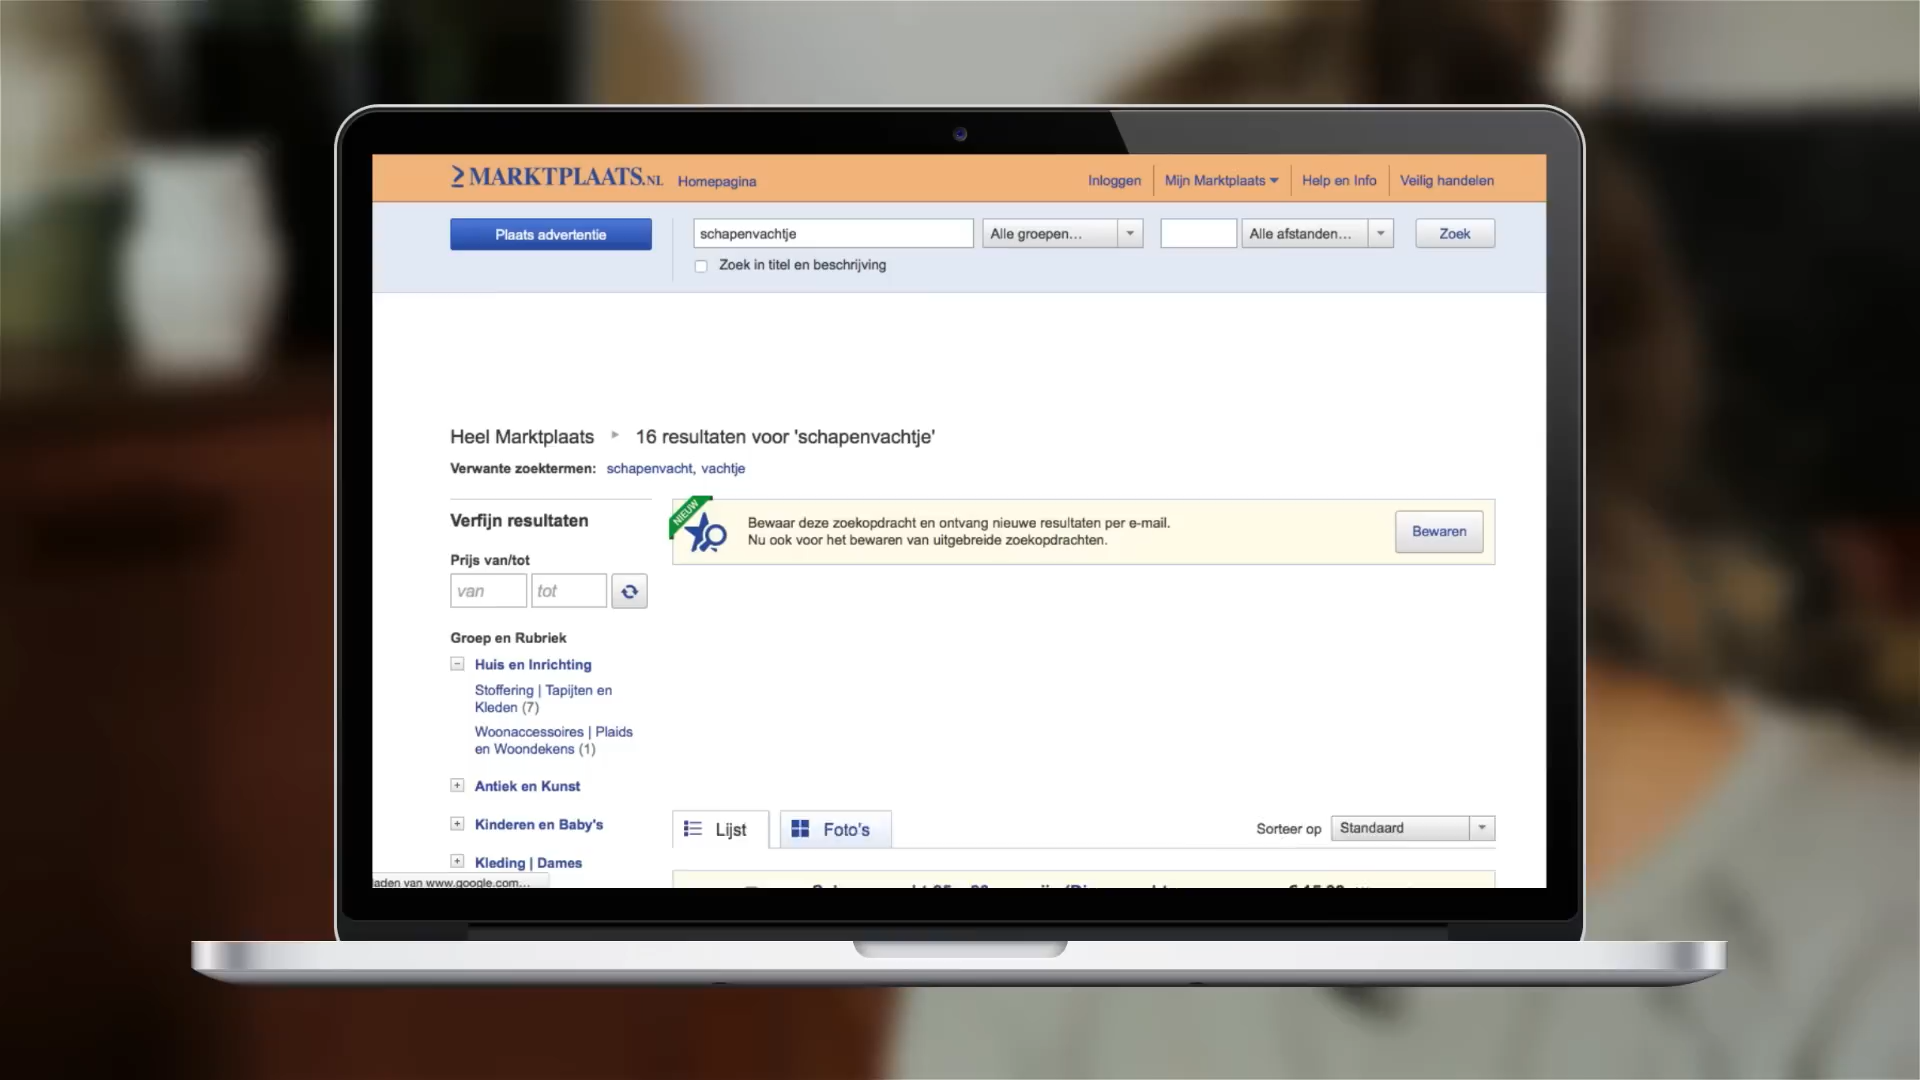 MARKTPLAATS.NL Homepagina Inloggen Mijn Marktplaats Help en Info Veilig handelen
Plaats advertentie schapenvachtje Alle groepen... Alle afstanden... Zoek
Zoek in titel en beschrijving
Heel Marktplaats 16 resultaten voor 'schapenvachtje'
Verwante zoektermen: schapenvacht, vachtje
Verfijn resultaten
NIEUW
Bewaar deze zoekopdracht en ontvang nieuwe resultaten per e-mail.
Nu ook voor het bewaren van uitgebreide zoekopdrachten.
Bewaren
Prijs van/tot
van tot
Groep en Rubriek
Huis en Inrichting
Stoffering | Tapijten en
Kleden (7)
Woonaccessoires | Plaids
en Woondekens (1)
Antiek en Kunst
Kinderen en Baby's
Kleding | Dames
Lijst Foto's Sorteer op Standaard
laden van www.google.com...